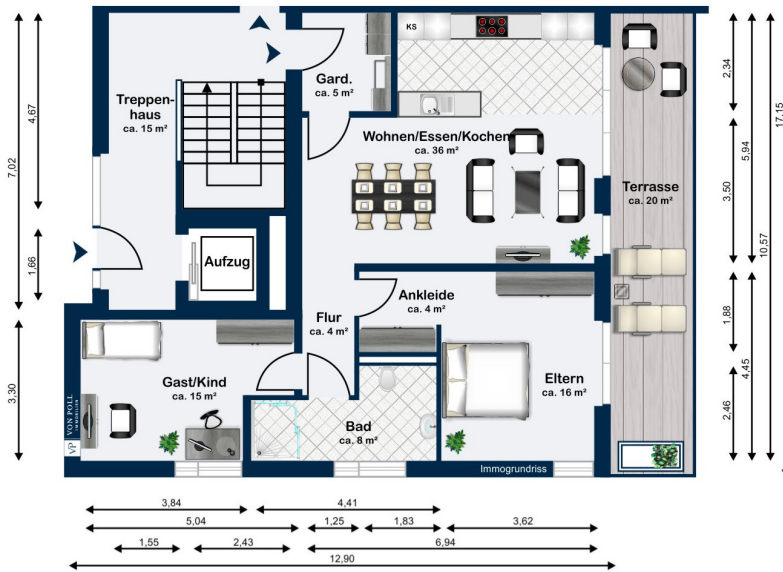 KS
Gard.
ca. 5 m²
Treppen-
haus
ca. 15 m²
Wohnen/Essen/Kochen
ca. 36 m²
Terrasse
ca. 20 m²
Aufzug
Ankleide
ca. 4 m²
Flur
ca. 4 m²
Gast/Kind
ca. 15 m²
Eltern
ca. 16 m²
Bad
ca. 8 m²
VON POLL
IMMOBILIEN
VP
Immogrundriss
7,02
4,67
1,66
3,30
2,34
3,50
1,88
2,46
5,94
4,45
10,57
17,15
3,84
4,41
5,04
1,25
1,83
3,62
1,55
2,43
6,94
12,90